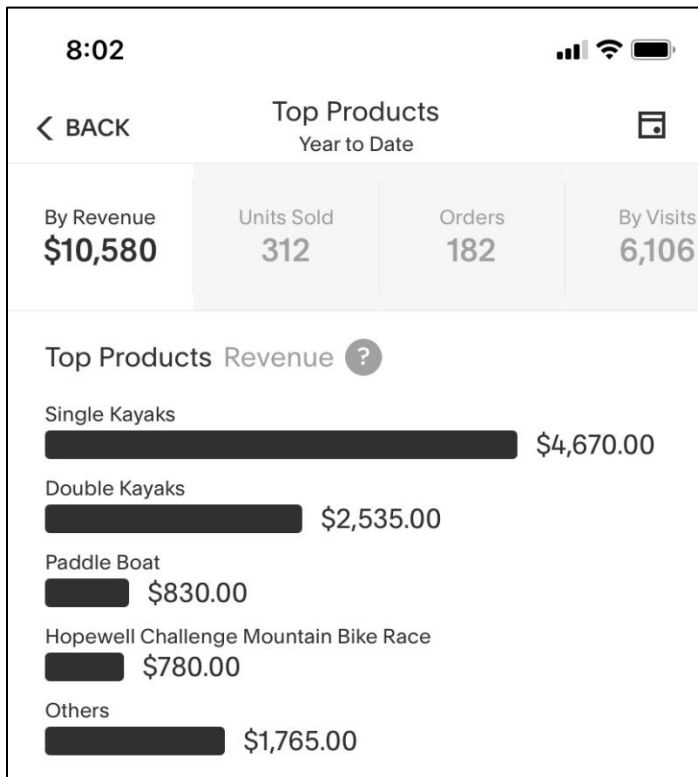 8:02
BACK
Top Products
Year to Date
By Revenue
$10,580
Units Sold
312
Orders
182
By Visits
6,106
Top Products Revenue ?
Single Kayaks
$4,670.00
Double Kayaks
$2,535.00
Paddle Boat
$830.00
Hopewell Challenge Mountain Bike Race
$780.00
Others
$1,765.00